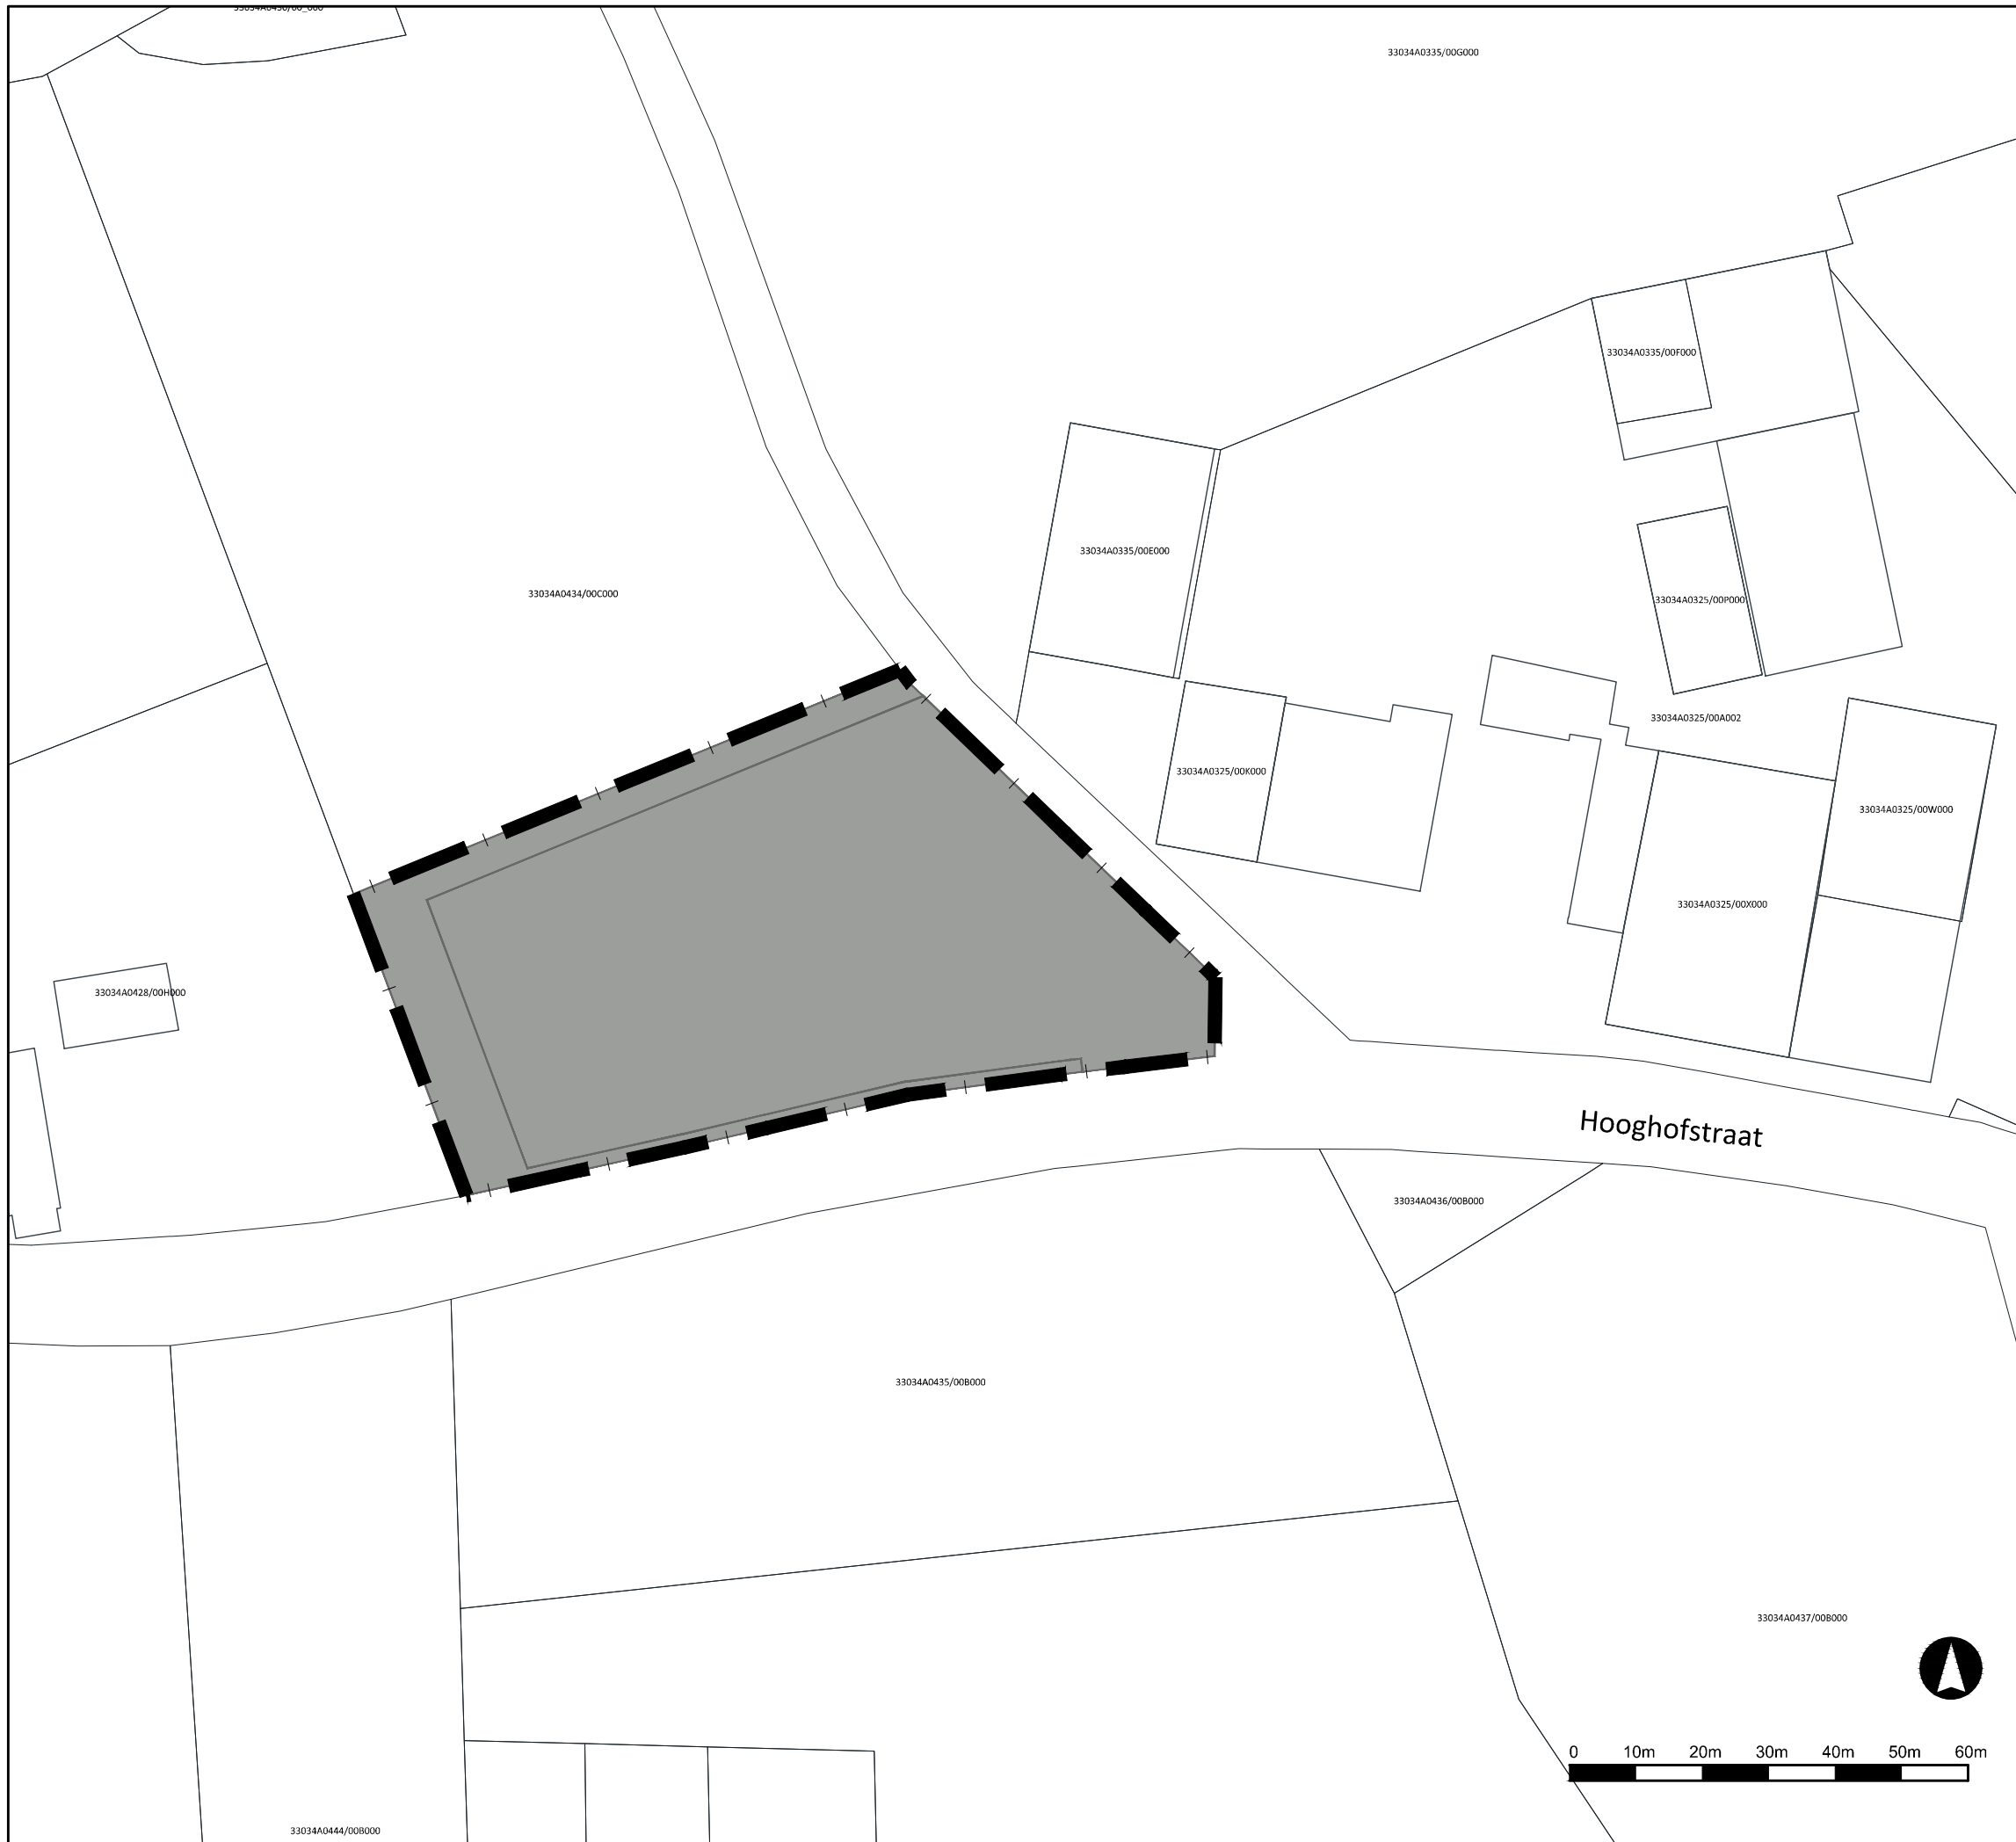 33034A0335/00G000
33034A0335/00F000
33034A0335/00E000
33034A0434/00C000
33034A0325/00P000
33034A0325/00A002
33034A0325/00K000
33034A0325/00W000
33034A0325/00X000
33034A0428/00H000
Hooghofstraat
33034A0436/00B000
33034A0435/00B000
33034A0437/00B000
0 10m 20m 30m 40m 50m 60m
33034A0444/00B000